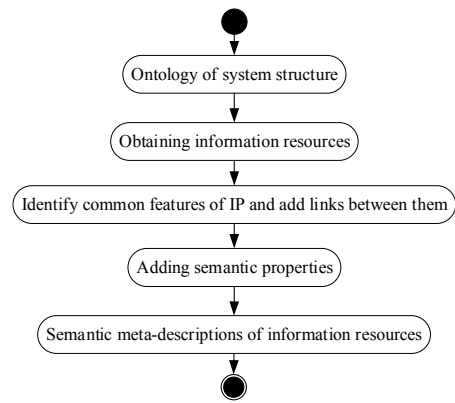 Ontology of system structure
Obtaining information resources
Identify common features of IP and add links between them
Adding semantic properties
Semantic meta-descriptions of information resources